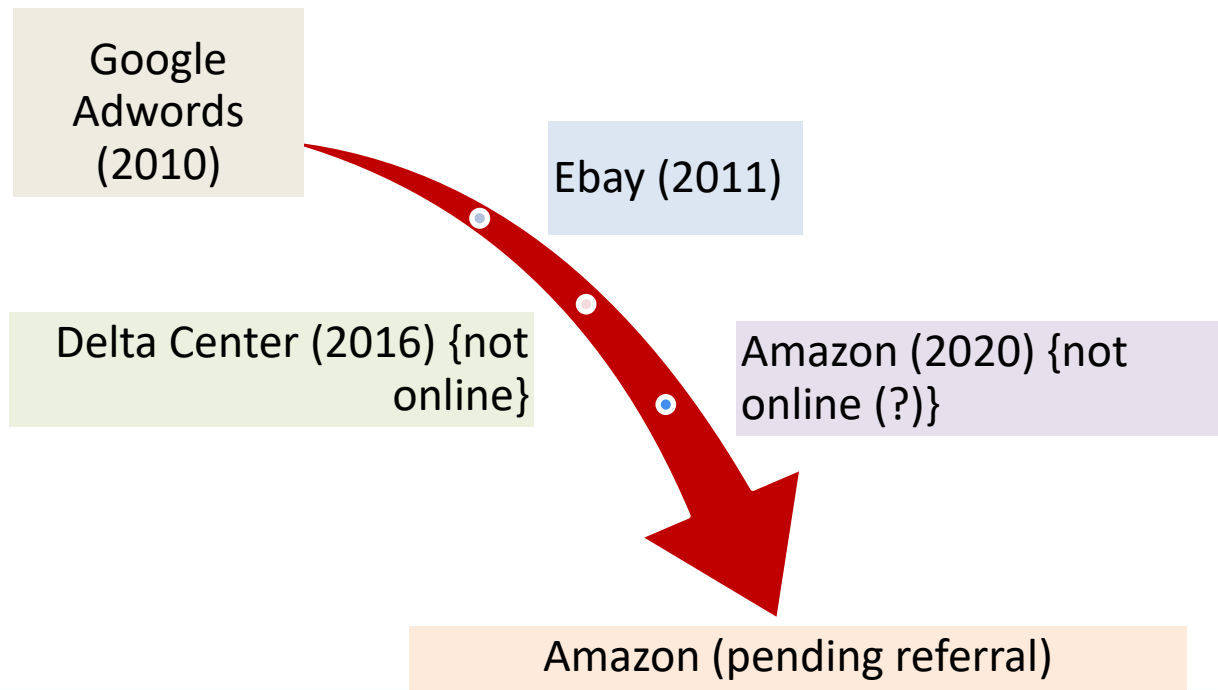 Google
Adwords
(2010)
Ebay (2011)
Delta Center (2016) {not
online}
Amazon (2020) {not
online (?)}
Amazon (pending referral)